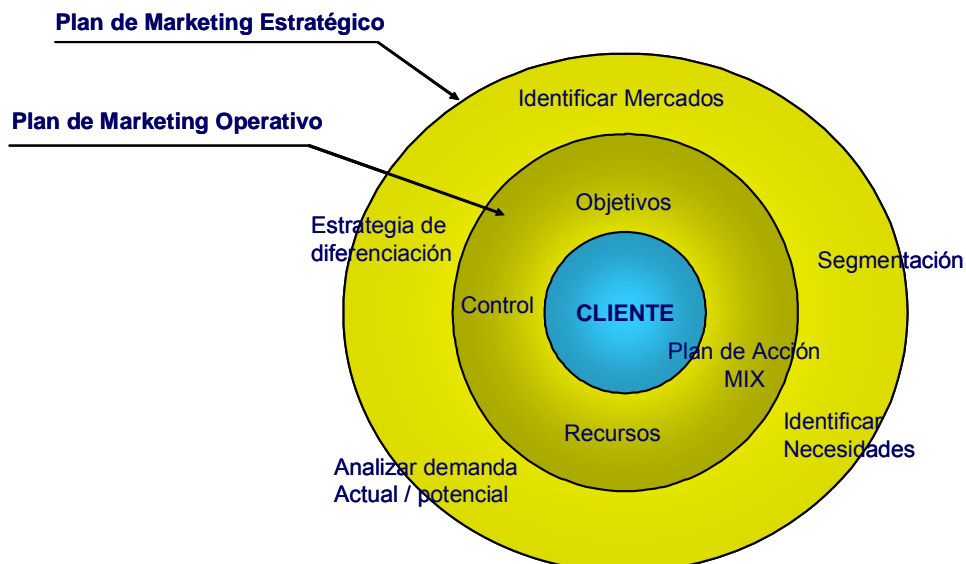 Plan de Marketing Estratégico
Identificar Mercados
Plan de Marketing Operativo
Objetivos
Estrategia de
diferenciación
Segmentación
Control
CLIENTE
Plan de Acción
MIX
Identificar
Necesidades
Recursos
Analizar demanda
Actual / potencial